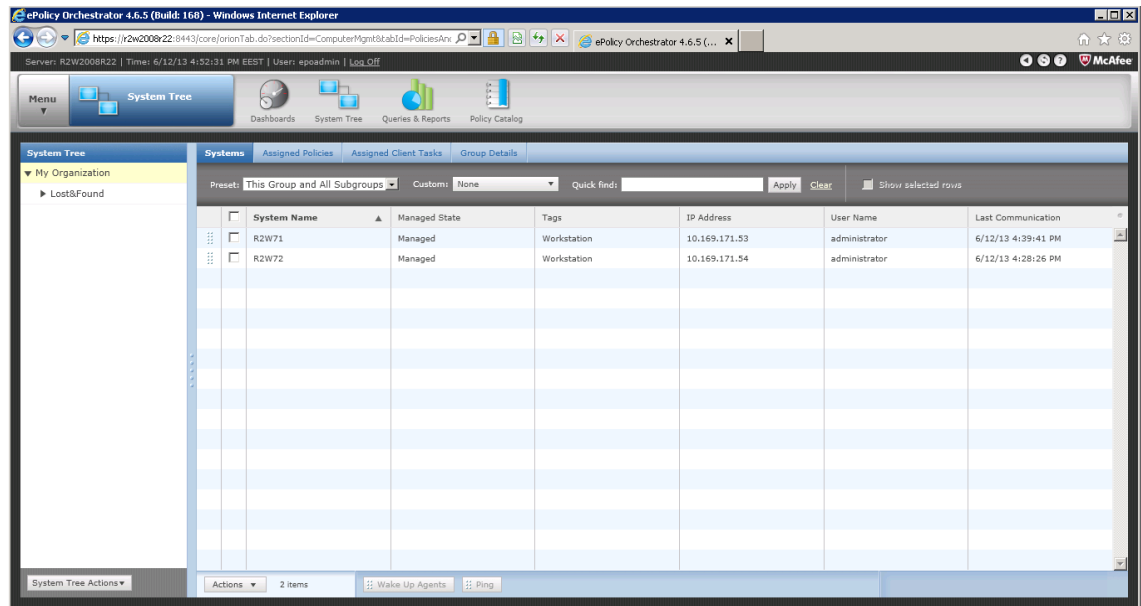 ePolicy Orchestrator 4.6.5 (Build: 168) - Windows Internet Explorer
https://r2w2008r22:8443/core/orionTab.do?sectionId=ComputerMgmt&tabId=PoliciesAn
ePolicy Orchestrator 4.6.5 (...
Server: R2W2008R22 | Time: 6/12/13 4:52:31 PM EEST | User: epoadmin | Log Off
McAfee
Menu
System Tree
Dashboards
System Tree
Queries & Reports
Policy Catalog
System Tree
Systems
Assigned Policies
Assigned Client Tasks
Group Details
My Organization
Lost&Found
Preset: This Group and All Subgroups
Custom: None
Quick find:
Apply
Clear
Show selected rows
System Name Managed State Tags IP Address User Name Last Communication
R2W71 Managed Workstation 10.169.171.53 administrator 6/12/13 4:39:41 PM
R2W72 Managed Workstation 10.169.171.54 administrator 6/12/13 4:28:26 PM
System Tree Actions
Actions
2 items
Wake Up Agents
Ping